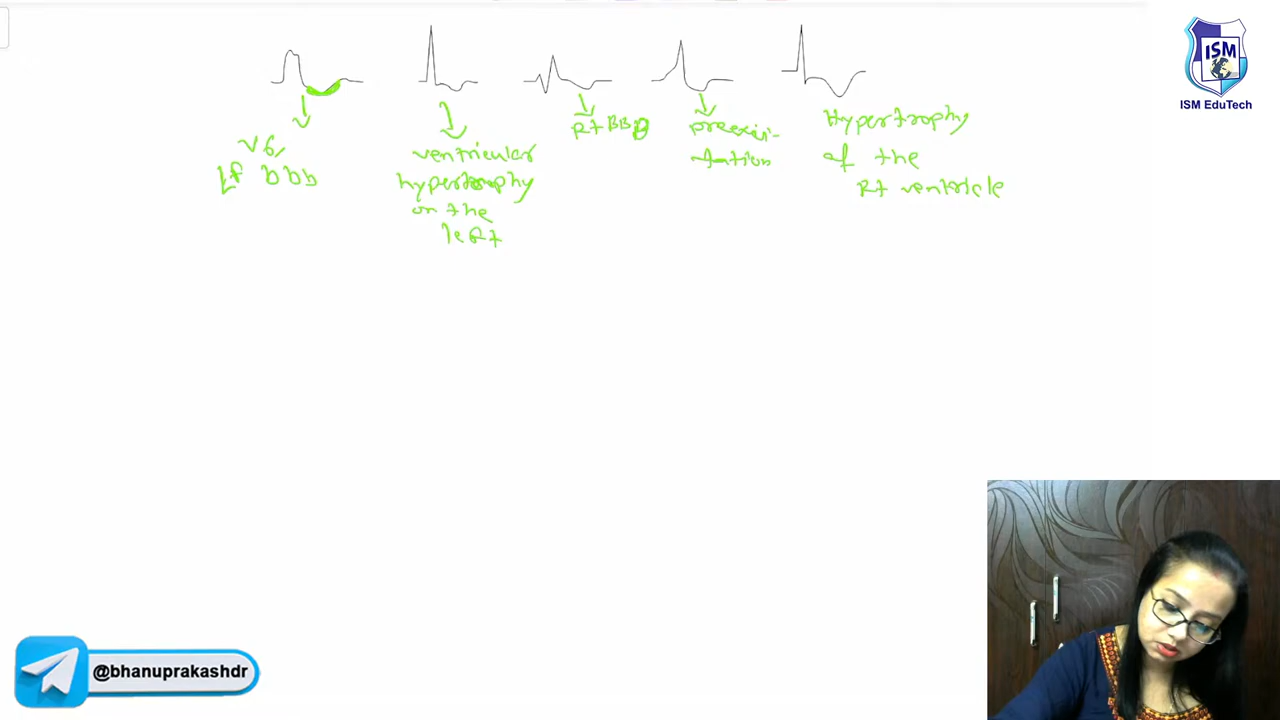 ISM
ISM EduTech
V6,
lf bbb
ventricular
hypertrophy
on the
left
Rt BBB
preexci-
tation
Hypertrophy
of the
Rt ventricle
@bhanuprakashdr